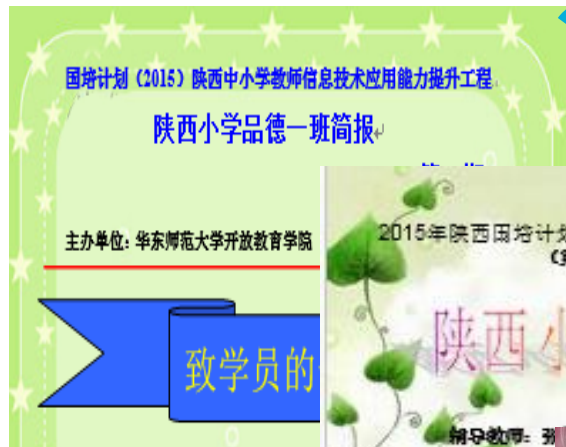 国培计划（2015）陕西中小学教师信息技术应用能力提升工程
陕西小学品德一班简报
主办单位：华东师范大学开放教育学院
致学员的
2015年陕西国培计划
陕西小
辅导教师：张